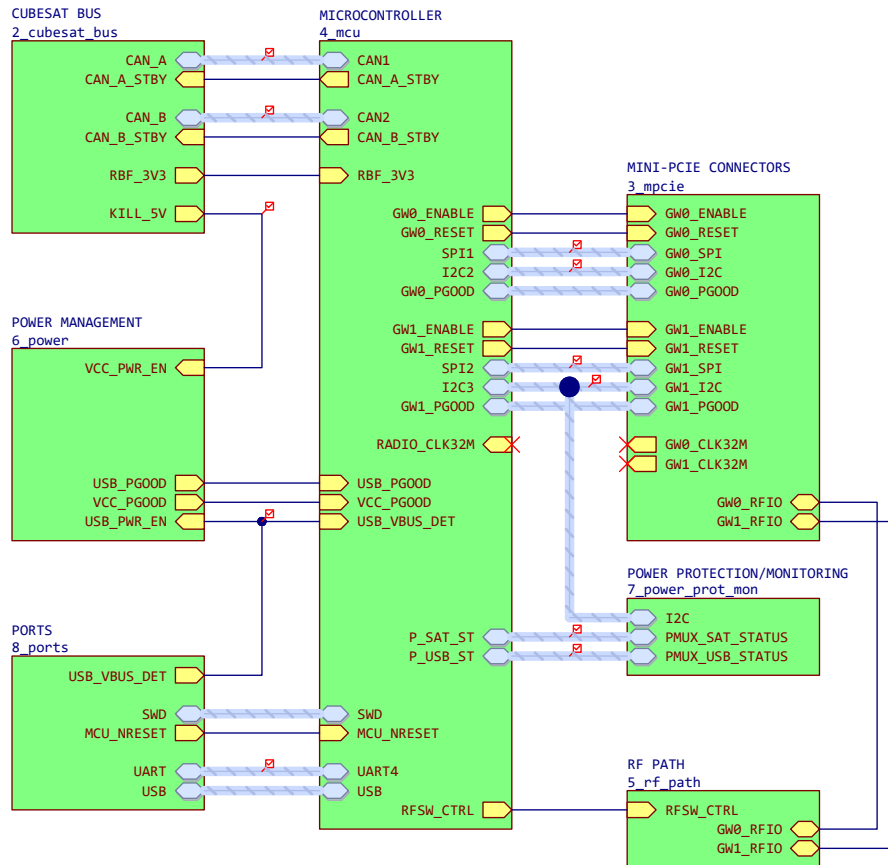 CUBESAT BUS
2_cubesat_bus
CAN_A
CAN_A_STBY
CAN_B
CAN_B_STBY
RBF_3V3
KILL_5V
POWER MANAGEMENT
6_power
VCC_PWR_EN
USB_PGOOD
VCC_PGOOD
USB_PWR_EN
PORTS
8_ports
USB_VBUS_DET
SWD
MCU_NRESET
UART
USB
MICROCONTROLLER
4_mcu
CAN1
CAN_A_STBY
CAN2
CAN_B_STBY
RBF_3V3
GW0_ENABLE
GW0_RESET
SPI1
I2C2
GW0_PGOOD
GW1_ENABLE
GW1_RESET
SPI2
I2C3
GW1_PGOOD
RADIO_CLK32M
USB_PGOOD
VCC_PGOOD
USB_VBUS_DET
P_SAT_ST
P_USB_ST
SWD
MCU_NRESET
UART4
USB
RFSW_CTRL
MINI-PCIE CONNECTORS
3_mpcie
GW0_ENABLE
GW0_RESET
GW0_SPI
GW0_I2C
GW0_PGOOD
GW1_ENABLE
GW1_RESET
GW1_SPI
GW1_I2C
GW1_PGOOD
GW0_CLK32M
GW1_CLK32M
GW0_RFIO
GW1_RFIO
POWER PROTECTION/MONITORING
7_power_prot_mon
I2C
PMUX_SAT_STATUS
PMUX_USB_STATUS
RF PATH
5_rf_path
RFSW_CTRL
GW0_RFIO
GW1_RFIO